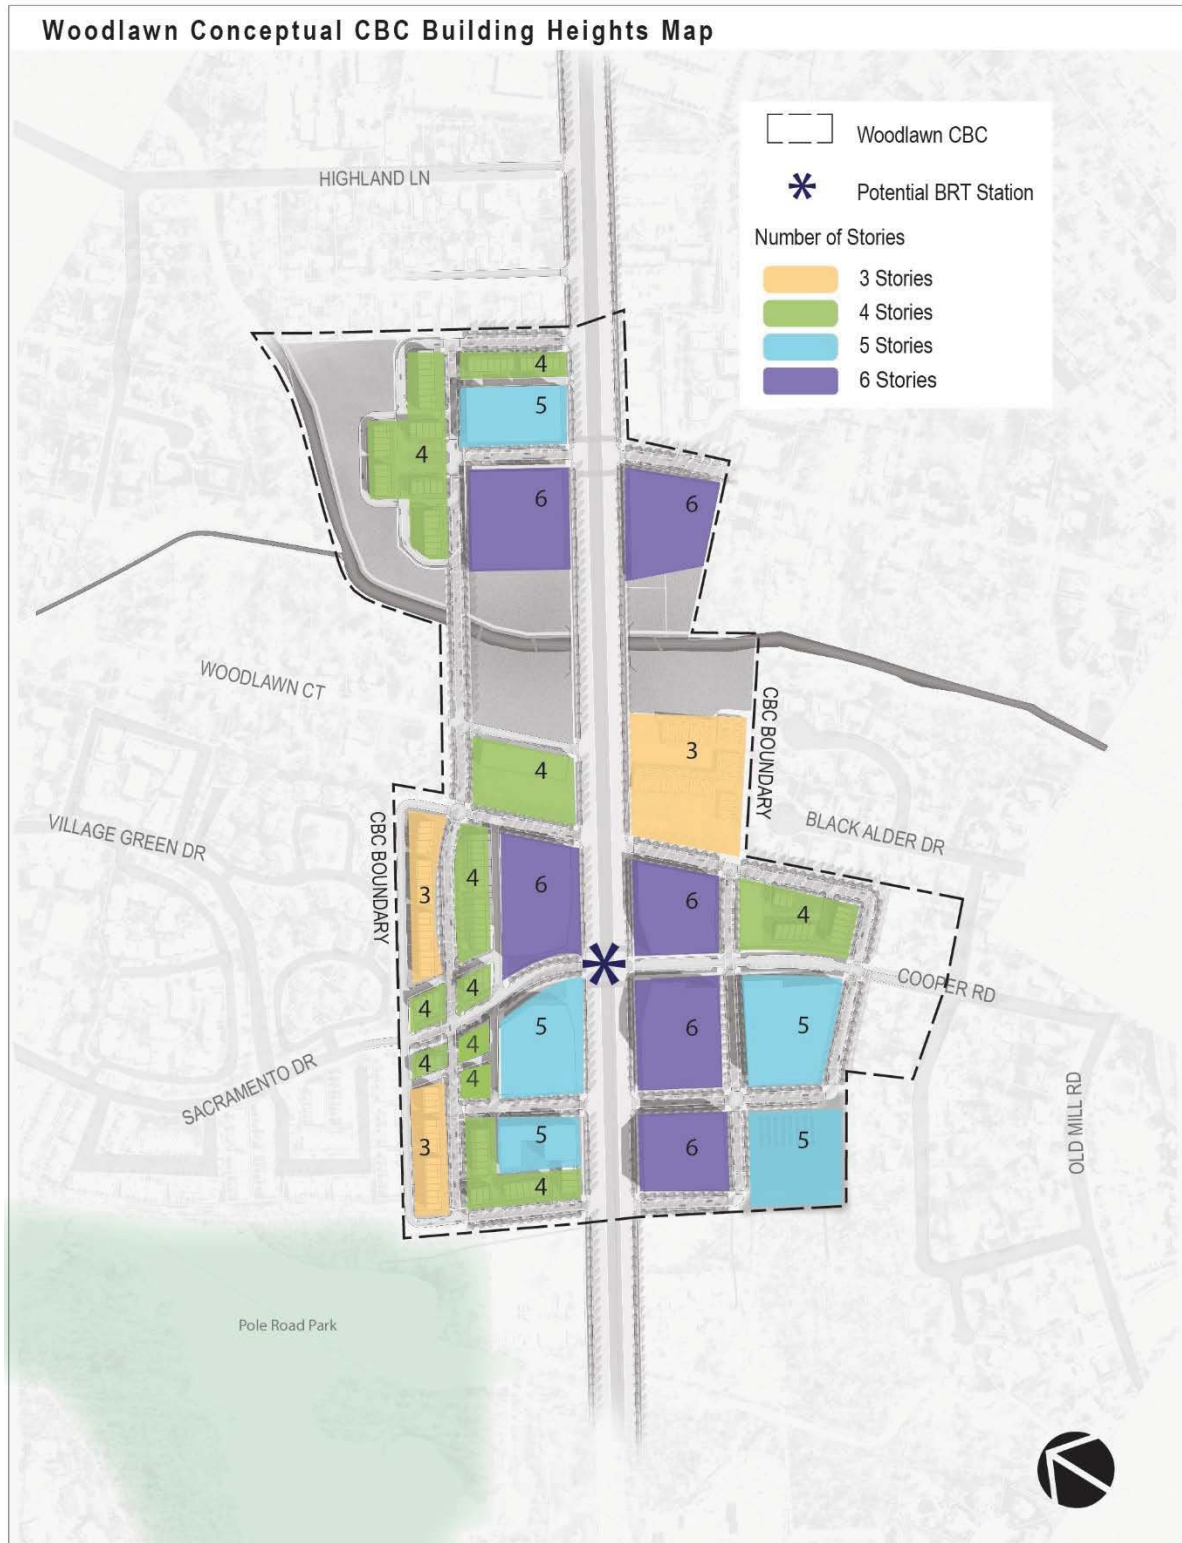 Woodlawn Conceptual CBC Building Heights Map
Woodlawn CBC
Potential BRT Station
Number of Stories
3 Stories
4 Stories
5 Stories
6 Stories
HIGHLAND LN
4
5
4
6
6
WOODLAWN CT
CBC BOUNDARY
3
4
BLACK ALDER DR
VILLAGE GREEN DR
CBC BOUNDARY
3
4
6
6
4
COOPER RD
4
4
5
6
5
4
4
4
SACRAMENTO DR
OLD MILL RD
3
5
6
5
4
Pole Road Park